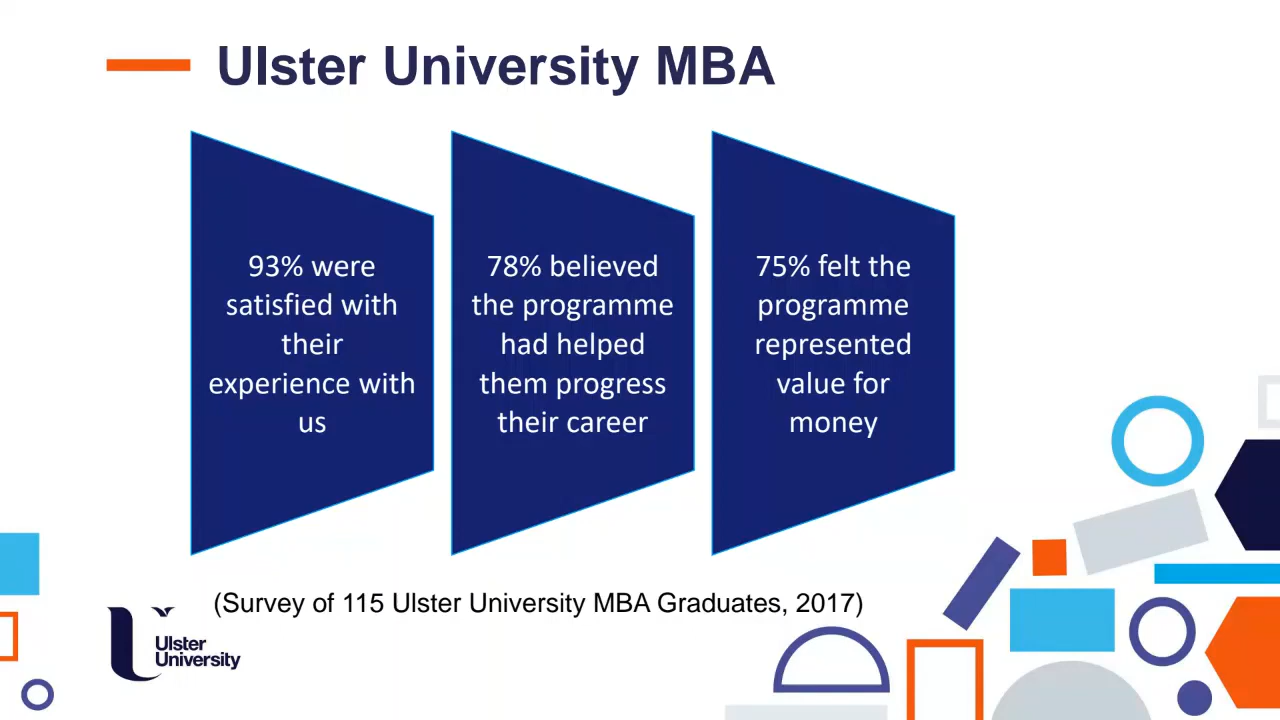 Ulster University MBA
93% were
satisfied with
their
experience with
us
78% believed
the programme
had helped
them progress
their career
75% felt the
programme
represented
value for
money
(Survey of 115 Ulster University MBA Graduates, 2017)
Ulster
University